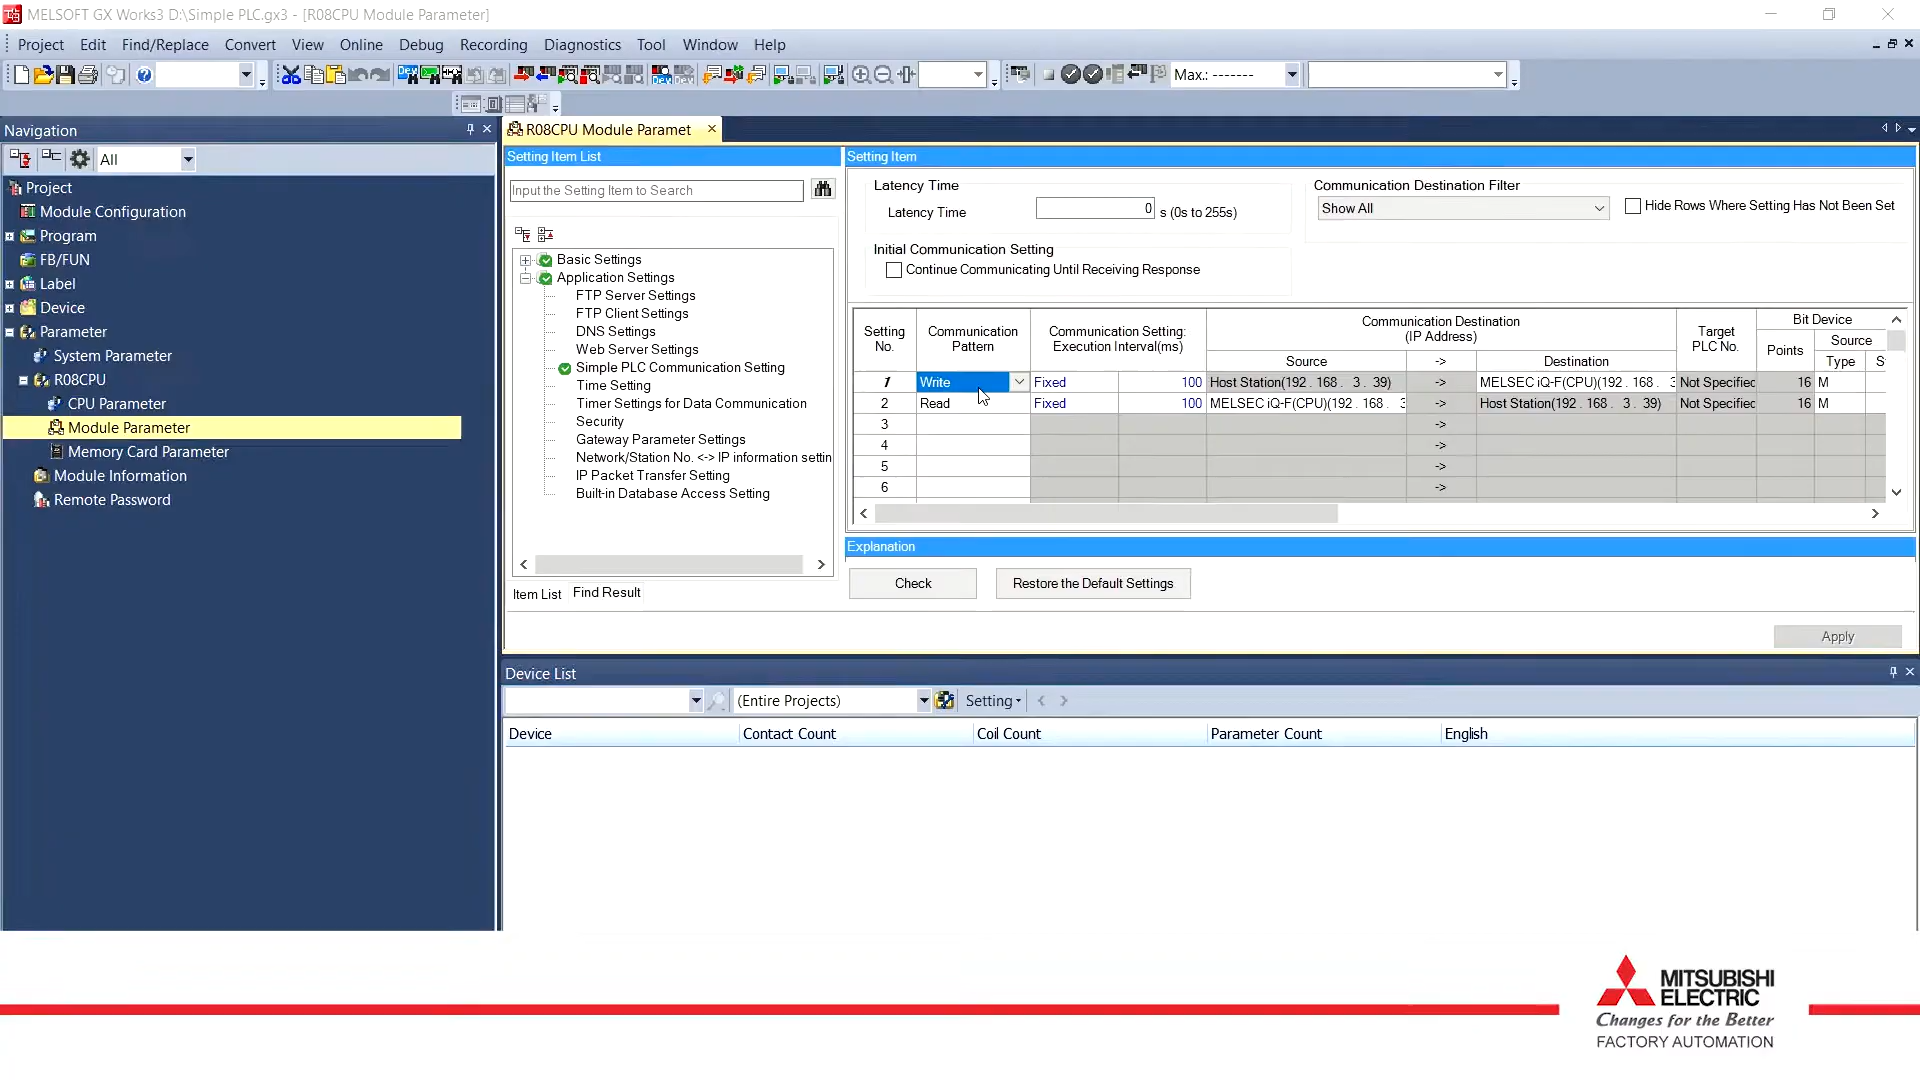 MELSOFT GX Works3 D:\Simple PLC.gx3 - [R08CPU Module Parameter]
Project Edit Find/Replace Convert View Online Debug Recording Diagnostics Tool Window Help
Max.: -------
Navigation
All
Project
Module Configuration
Program
FB/FUN
Label
Device
Parameter
System Parameter
R08CPU
CPU Parameter
Module Parameter
Memory Card Parameter
Module Information
Remote Password
R08CPU Module Paramet
Setting Item List
Input the Setting Item to Search
Basic Settings
Application Settings
FTP Server Settings
FTP Client Settings
DNS Settings
Web Server Settings
Simple PLC Communication Setting
Time Setting
Timer Settings for Data Communication
Security
Gateway Parameter Settings
Network/Station No. <-> IP information settin
IP Packet Transfer Setting
Built-in Database Access Setting
Item List Find Result
Setting Item
Latency Time
Latency Time 0 s (0s to 255s)
Communication Destination Filter
Show All
Hide Rows Where Setting Has Not Been Set
Initial Communication Setting
Continue Communicating Until Receiving Response
Setting No. Communication Pattern Communication Setting: Execution Interval(ms) Communication Destination (IP Address) Target PLC No. Bit Device
Source -> Destination Points Source
Type S
1 Write Fixed 100 Host Station(192 . 168 . 3 . 39) -> MELSEC iQ-F(CPU)(192 . 168 . 3 Not Specified 16 M
2 Read Fixed 100 MELSEC iQ-F(CPU)(192 . 168 . 3 -> Host Station(192 . 168 . 3 . 39) Not Specified 16 M
3 ->
4 ->
5 ->
6 ->
Explanation
Check Restore the Default Settings
Apply
Device List
(Entire Projects) Setting
Device Contact Count Coil Count Parameter Count English
MITSUBISHI
ELECTRIC
Changes for the Better
FACTORY AUTOMATION